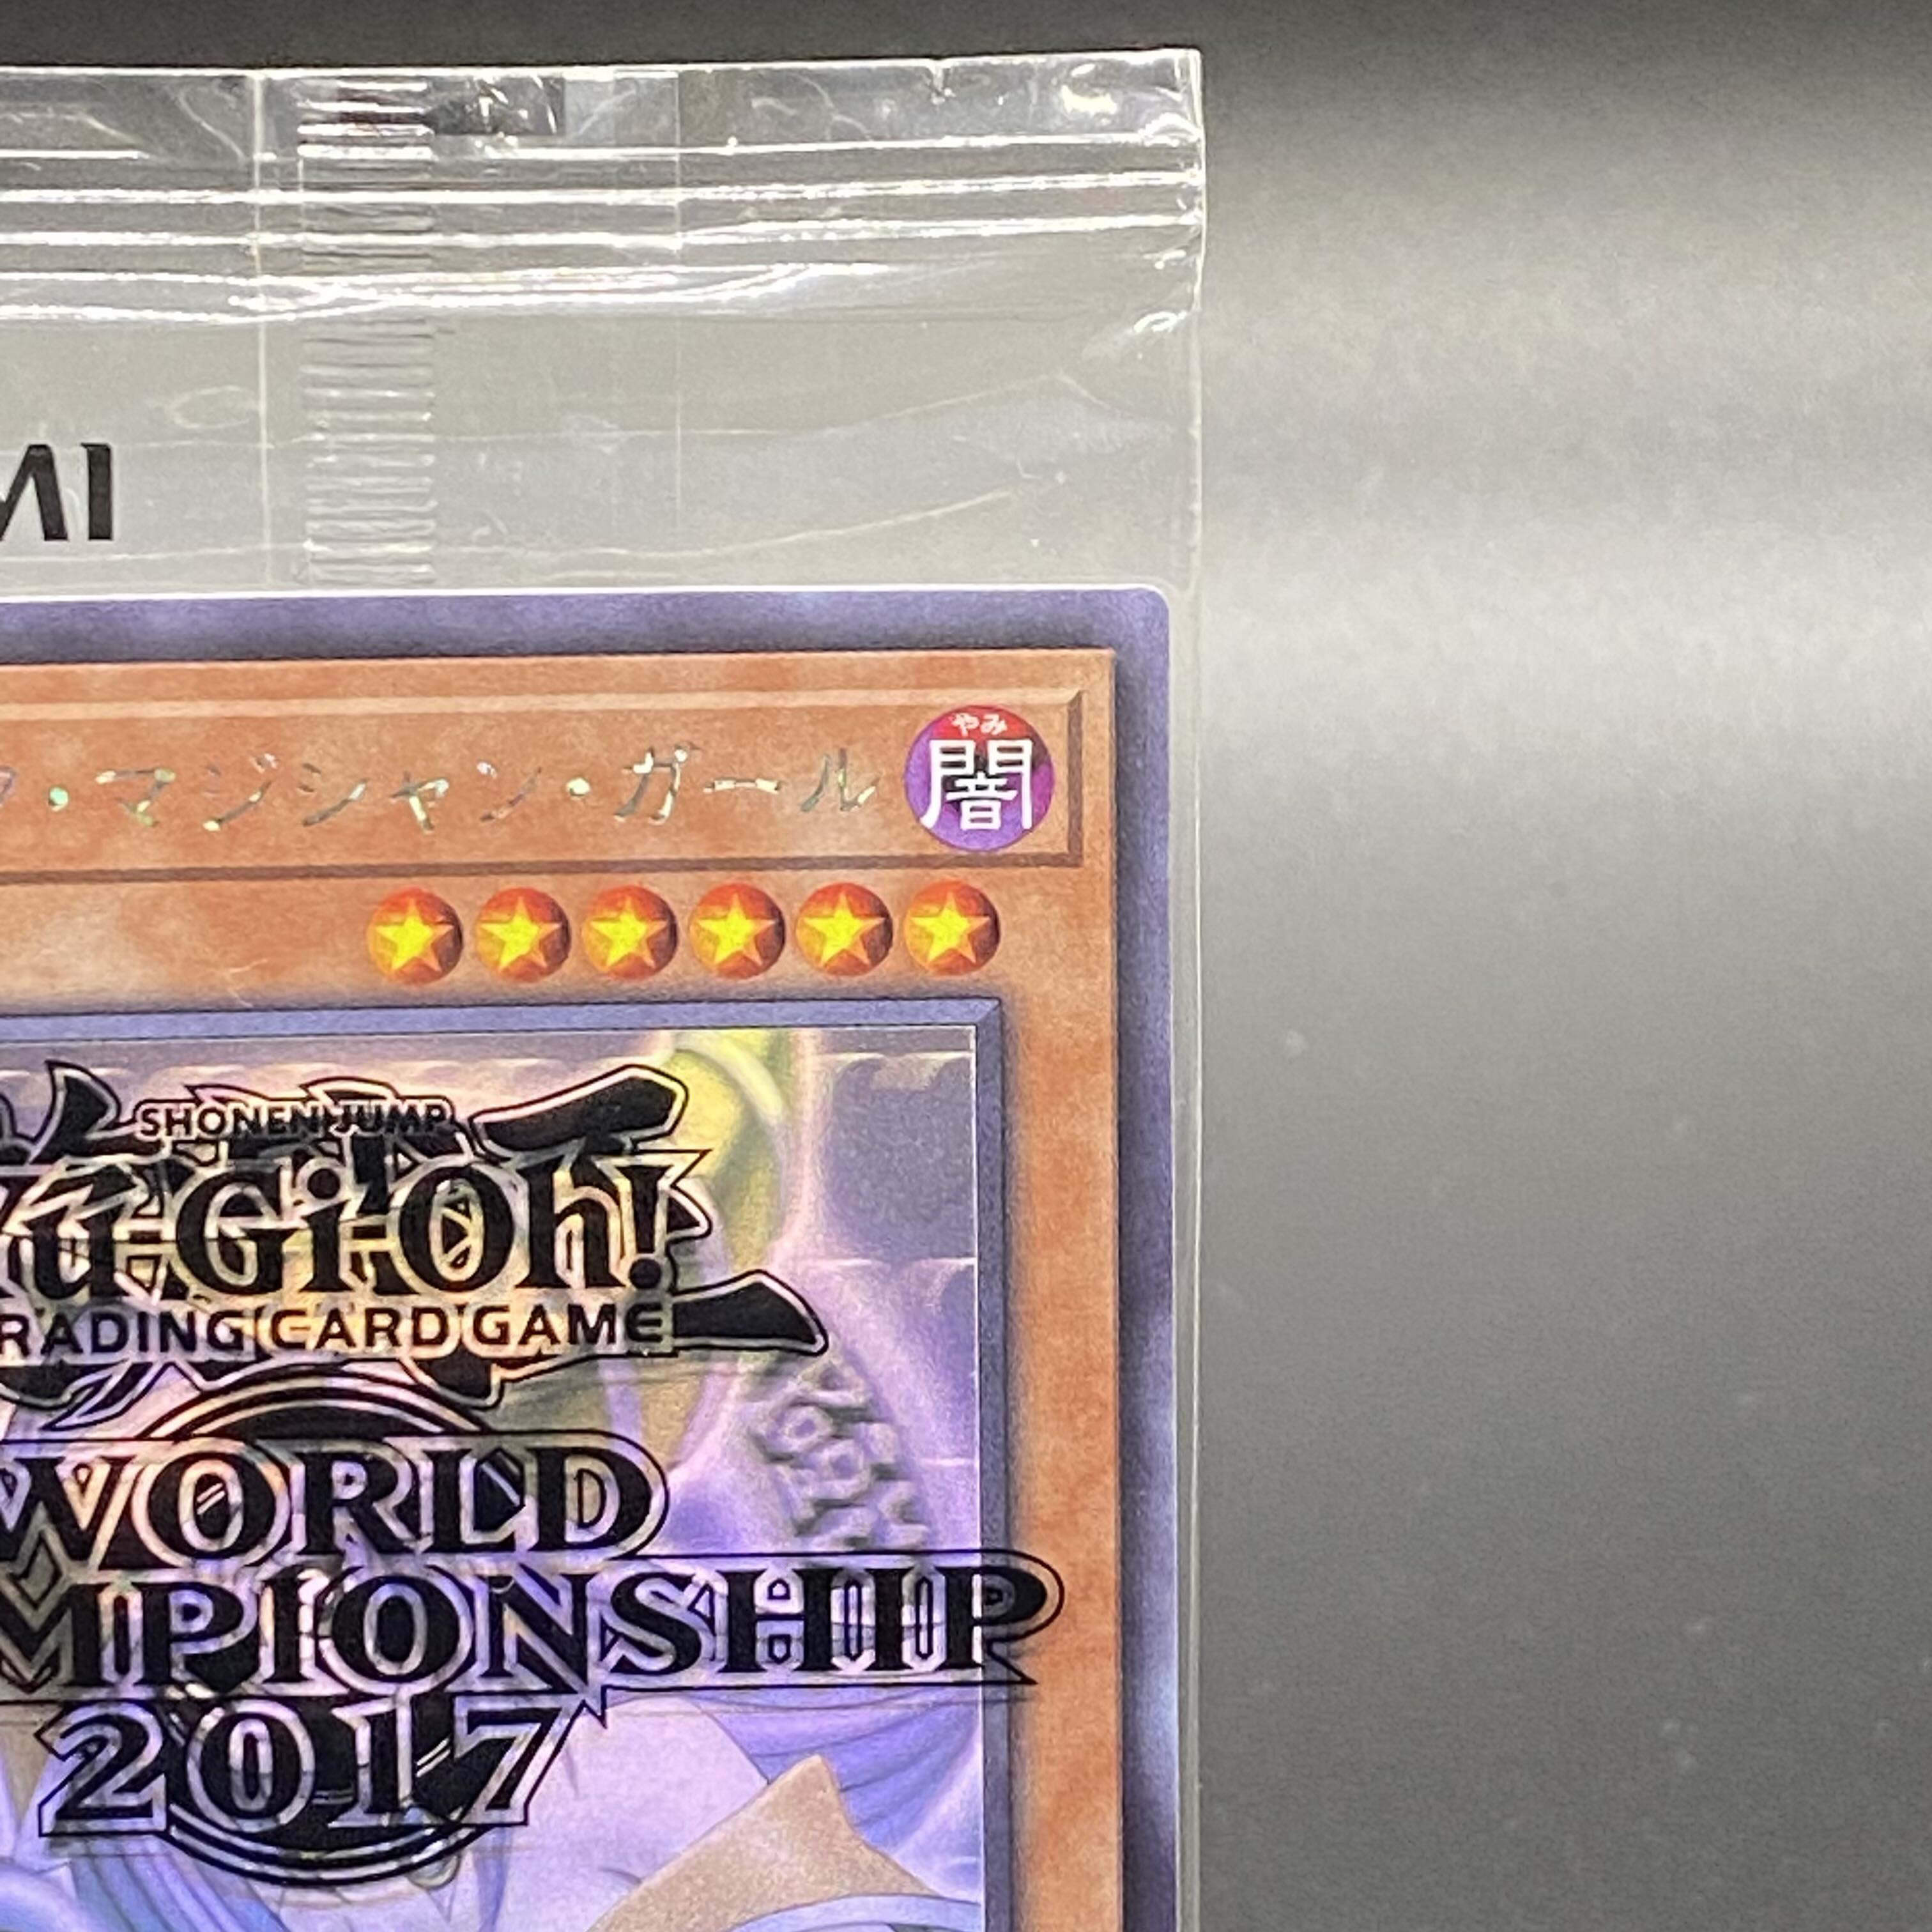 MI
・マジシャン・ガール
やみ
闇
SHONEN JUMP
Yu-Gi-Oh!
TRADING CARD GAME
WORLD
MPIONSHIP
2017